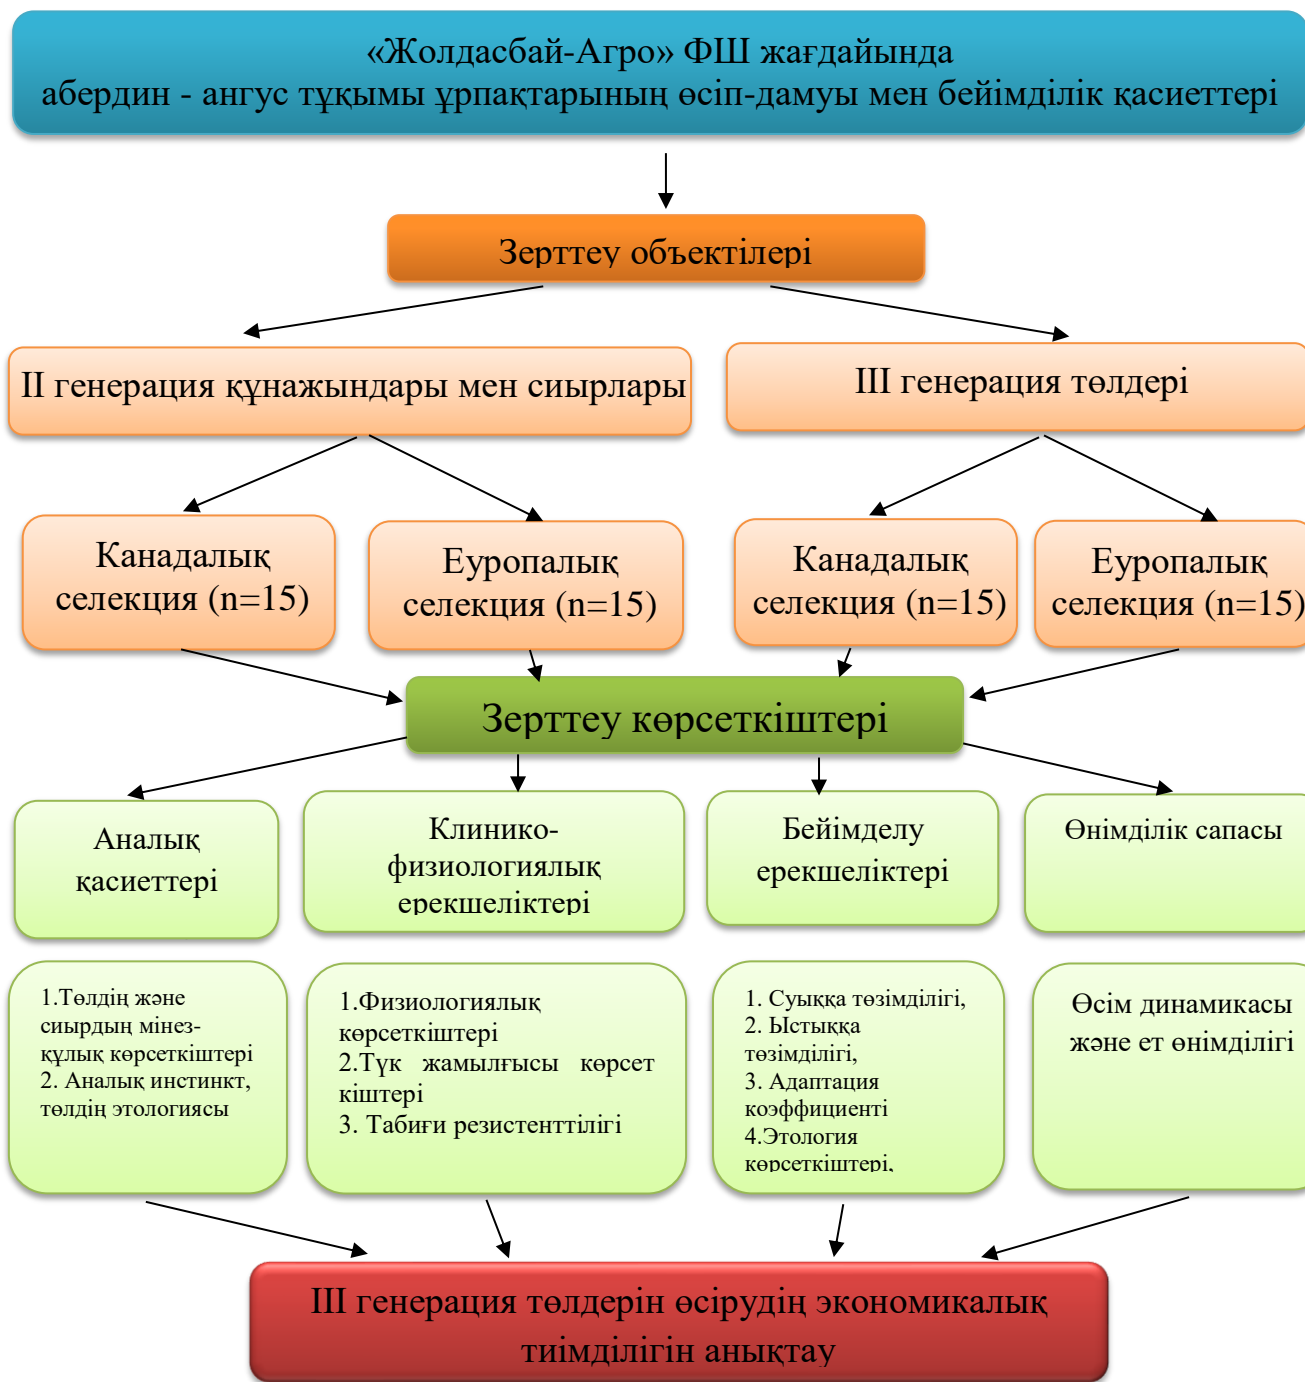 «Жолдасбай-Агро» ФШ жағдайында
абердин - ангус тұқымы ұрпақтарының өсіп-дамуы мен бейімділік қасиеттері
Зерттеу объектілері
II генерация құнажындары мен сиырлары
III генерация төлдері
Канадалық
селекция (n=15)
Еуропалық
селекция (n=15)
Канадалық
селекция (n=15)
Еуропалық
селекция (n=15)
Зерттеу көрсеткіштері
Аналық
қасиеттері
Клинико-
физиологиялық
ерекшеліктері
Бейімделу
ерекшеліктері
Өнімділік сапасы
1.Төлдің және
сиырдың мінез-
құлық көрсеткіштері
2. Аналық инстинкт,
төлдің этологиясы
1.Физиологиялық
көрсеткіштері
2.Түк жамылғысы көрсет
кіштері
3. Табиғи резистенттілігі
1. Суыққа төзімділігі,
2. Ыстыққа
төзімділігі,
3. Адаптация
коэффициенті
4.Этология
көрсеткіштері,
Өсім динамикасы
және ет өнімділігі
III генерация төлдерін өсірудің экономикалық
тиімділігін анықтау